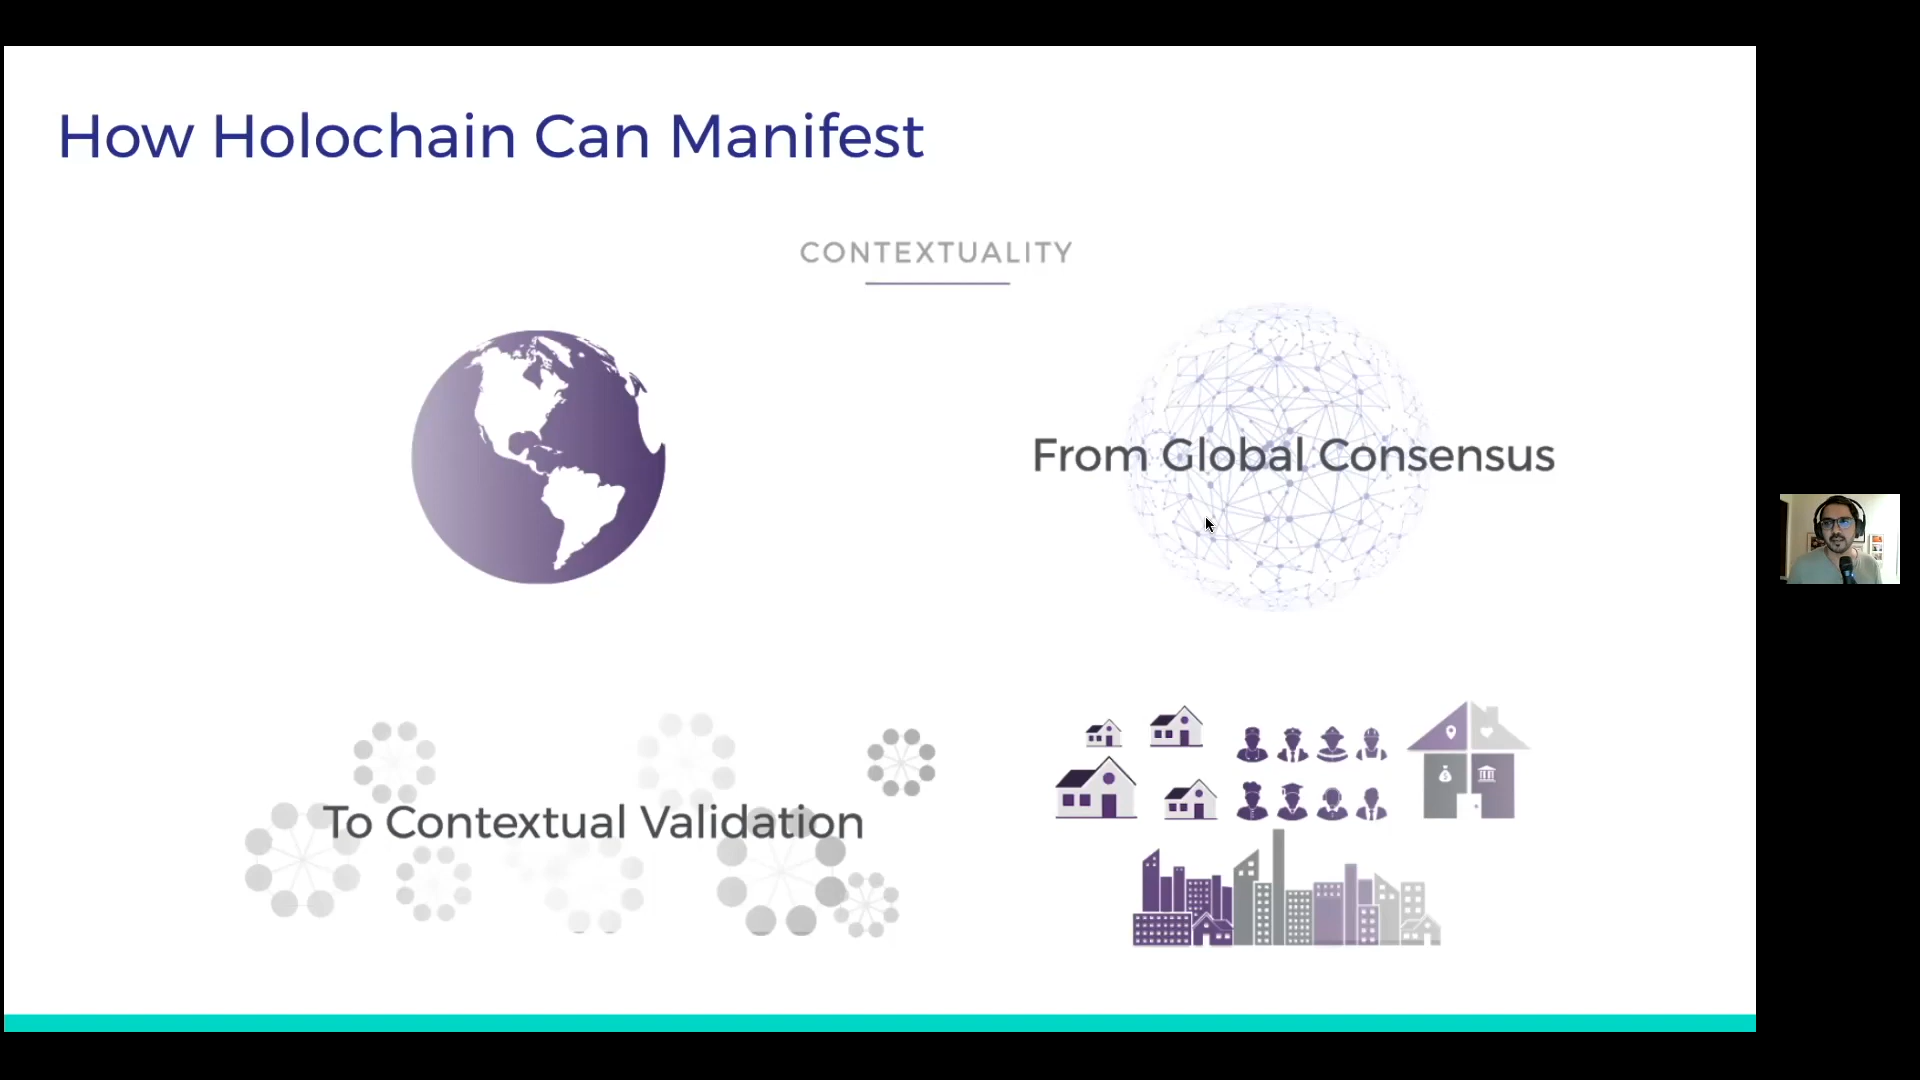 How Holochain Can Manifest
CONTEXTUALITY
From Global Consensus
To Contextual Validation